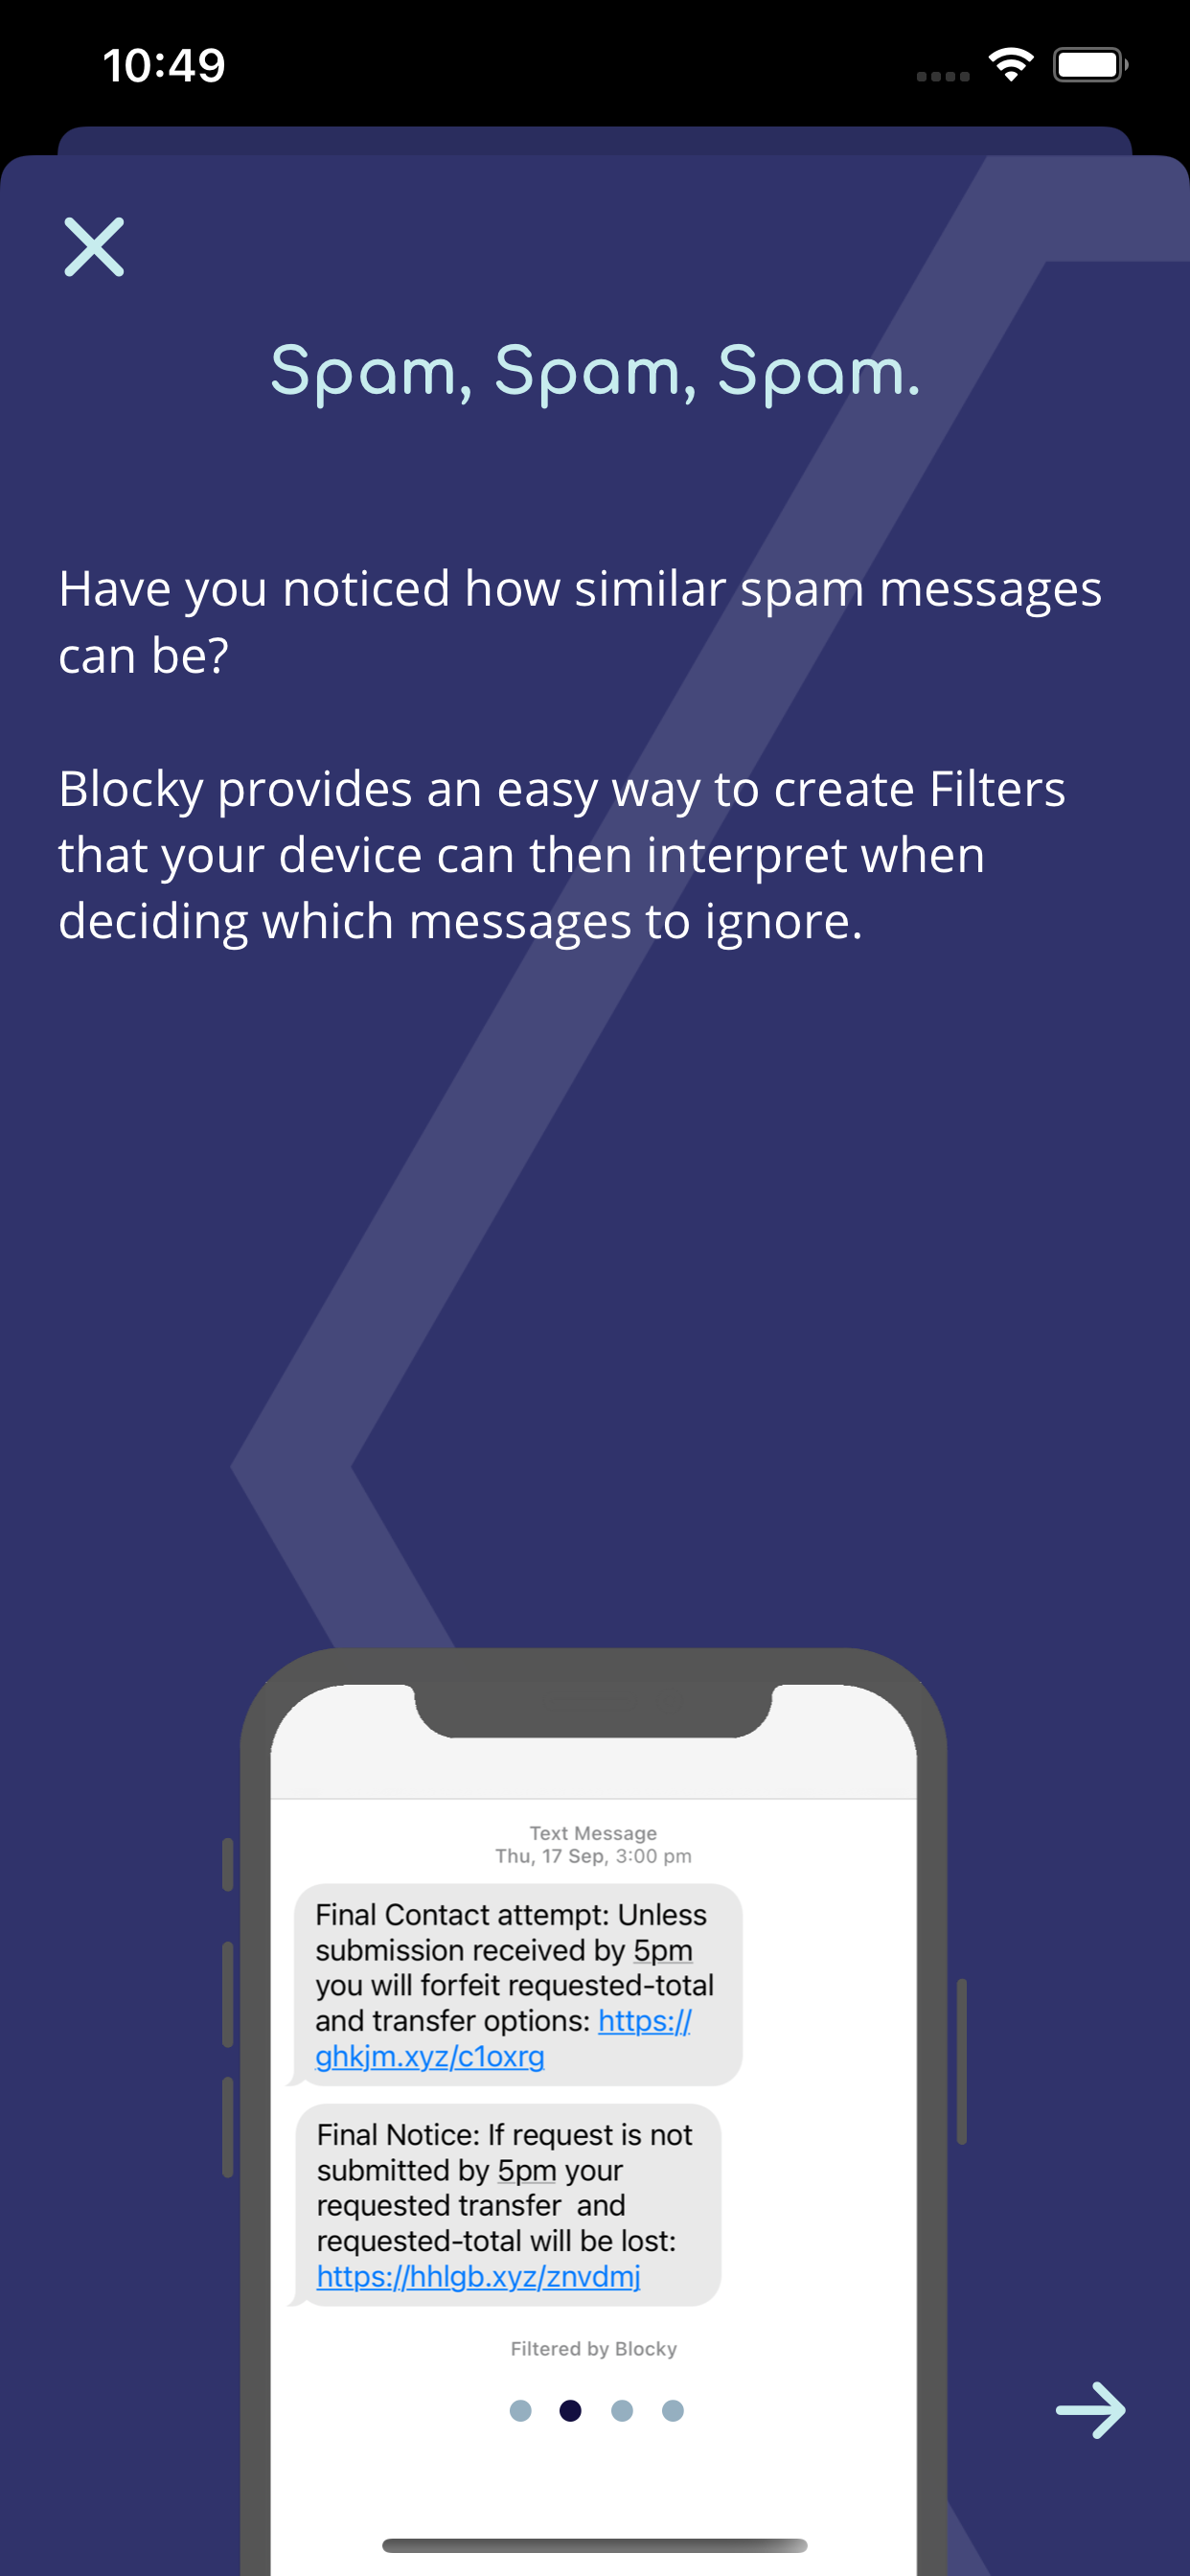 10:49
Spam, Spam, Spam.
Have you noticed how similar spam messages
can be?
Blocky provides an easy way to create Filters
that your device can then interpret when
deciding which messages to ignore.
Text Message
Thu, 17 Sep, 3:00 pm
Final Contact attempt: Unless
submission received by 5pm
you will forfeit requested-total
and transfer options: https://
ghkjm.xyz/c1oxrg
Final Notice: If request is not
submitted by 5pm your
requested transfer  and
requested-total will be lost:
https://hhlgb.xyz/znvdmj
Filtered by Blocky